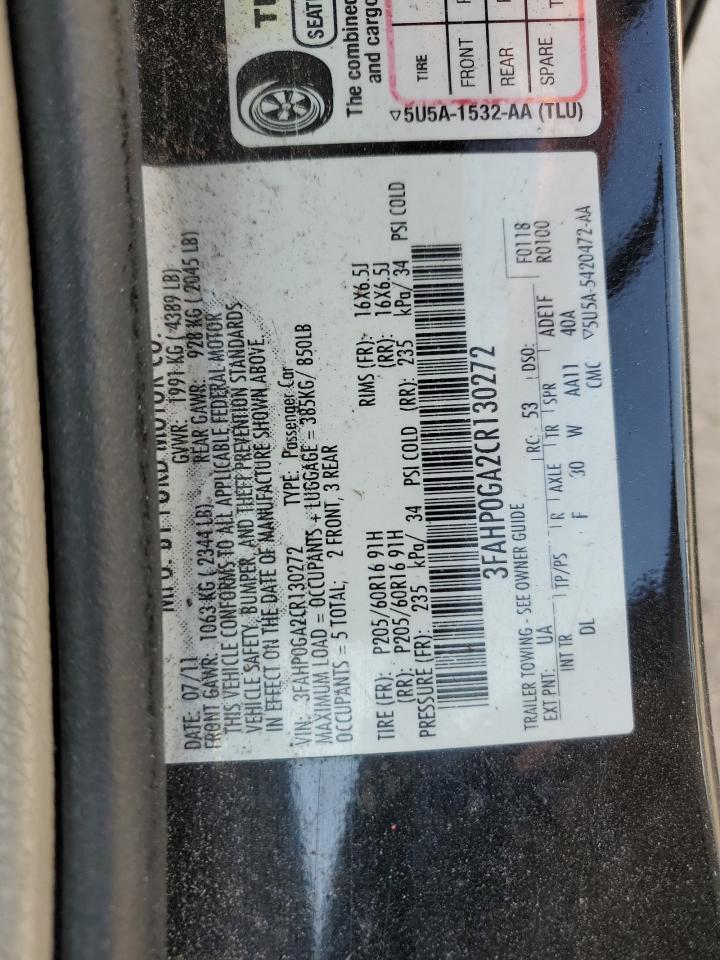 MFD. BY FORD MOTOR CO.
DATE: 07/11 GVWR: 1991 KG ( 4389 LB)
FRONT GAWR: 1063 KG ( 2344 LB) REAR GAWR: 928 KG ( 2045 LB)
THIS VEHICLE CONFORMS TO ALL APPLICABLE FEDERAL MOTOR
VEHICLE SAFETY, BUMPER, AND THEFT PREVENTION STANDARDS
IN EFFECT ON THE DATE OF MANUFACTURE SHOWN ABOVE.
VIN: 3FAHP0GA2CR130272 TYPE: Passenger Car
MAXIMUM LOAD = OCCUPANTS + LUGGAGE = 385KG/ 850LB
OCCUPANTS = 5 TOTAL; 2 FRONT, 3 REAR
TIRE (FR): P205/60R16 91H RIMS (FR): 16X6.5J
(RR): P205/60R16 91H (RR): 16X6.5J
PRESSURE (FR): 235 kPa/ 34 PSI COLD (RR): 235 kPa/ 34 PSI COLD
3FAHP0GA2CR130272
TRAILER TOWING - SEE OWNER GUIDE F0118
EXT PNT: UA RC: 53 DSO: R0100
INT TR TP/PS R AXLE TR SPR ADETF
DL F 30 W AA11 40A
CMC ▽5U5A-5420472-AA
SEATI
The combine
and cargo
TIRE
FRONT
REAR
SPARE
▽5U5A-1532-AA (TLU)